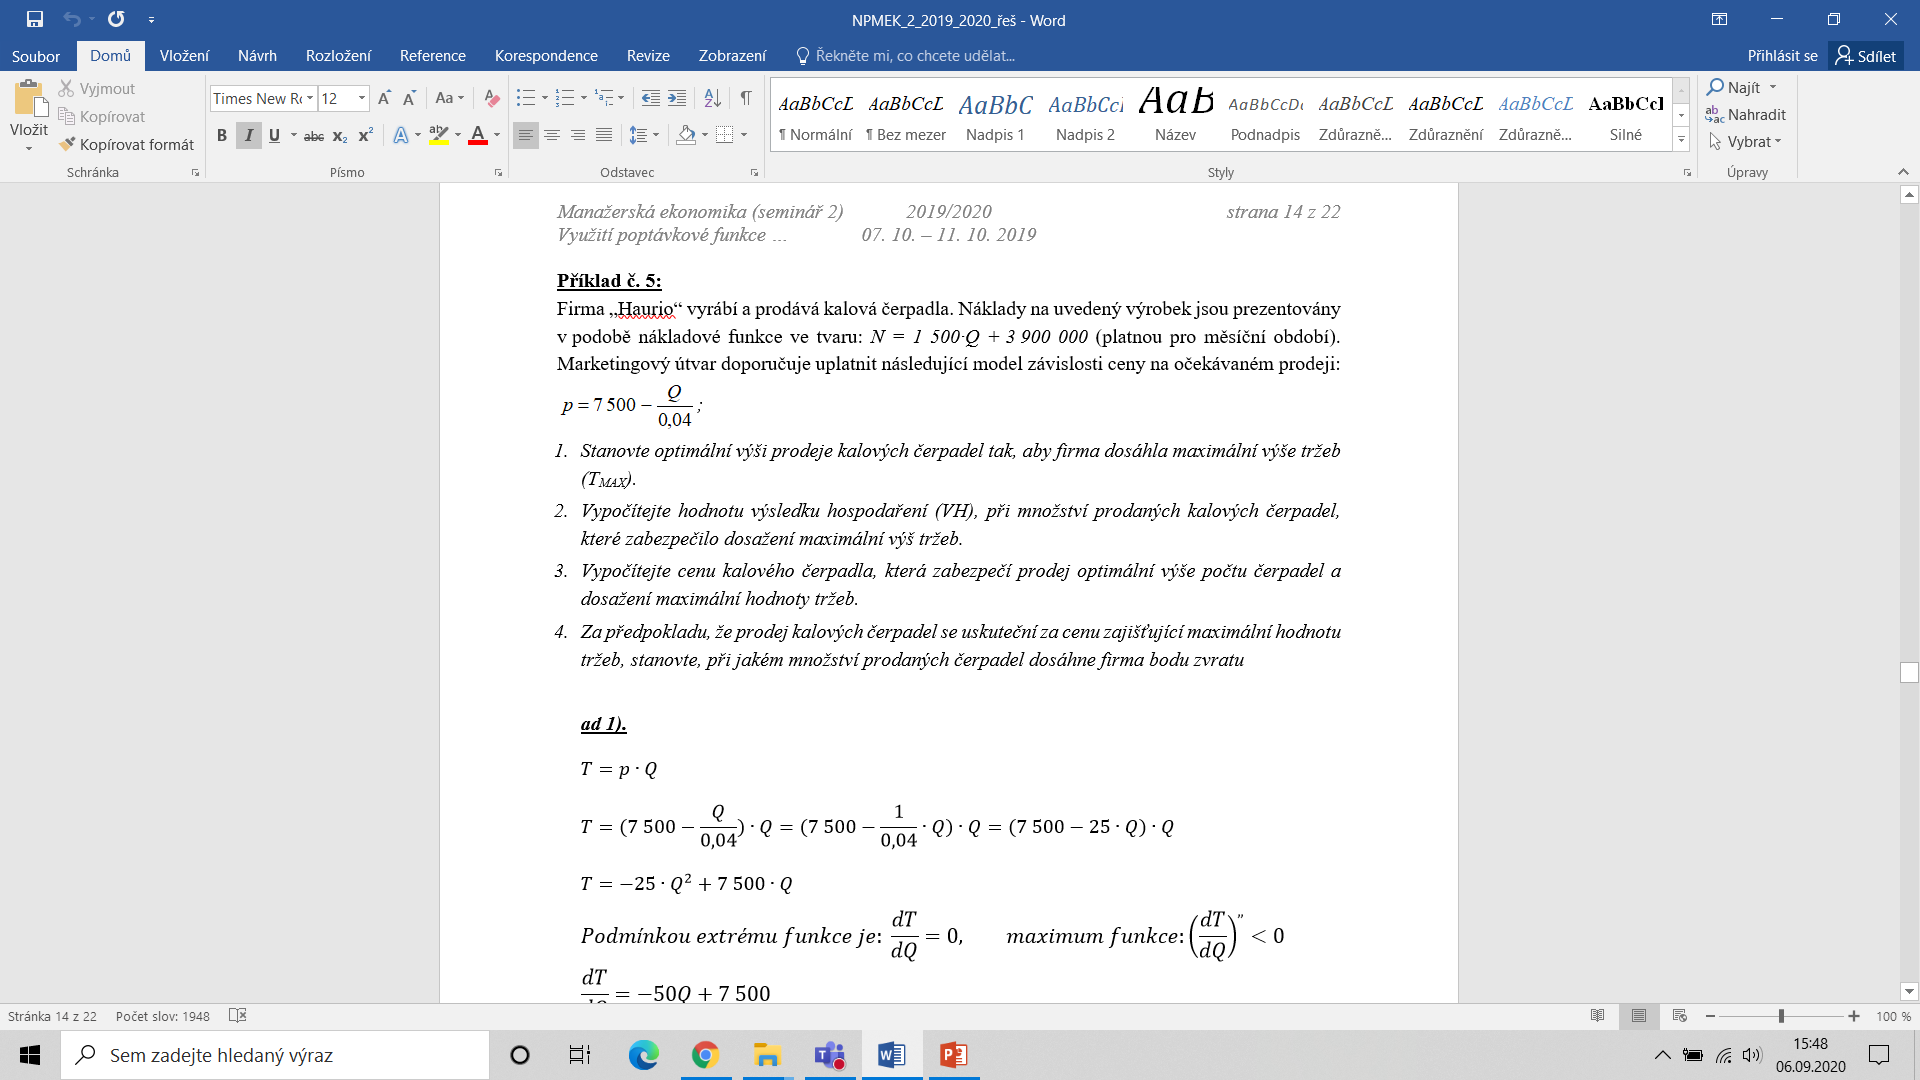 NPMEK_2_2019_2020_řeš - Word
Soubor Domů Vložení Návrh Rozložení Reference Korespondence Revize Zobrazení Řekněte mi, co chcete udělat... Přihlásit se Sdílet
Vložit
Vyjmout
Kopírovat
Kopírovat formát
Schránka
Times New Rc 12 Aa
B I U abc x₂ x² A ab A
Písmo
Odstavec
AaBbCcL AaBbCcL AaBbC AaBbCcl AaB AaBbCcDc AaBbCcL AaBbCcL AaBbCcL AaBbCcl
¶ Normální ¶ Bez mezer Nadpis 1 Nadpis 2 Název Podnadpis Zdůrazně... Zdůraznění Zdůrazně... Silné
Styly
Najít
Nahradit
Vybrat
Úpravy
Manažerská ekonomika (seminář 2) 2019/2020 strana 14 z 22
Využití poptávkové funkce … 07. 10. – 11. 10. 2019
Příklad č. 5:
Firma „Haurio“ vyrábí a prodává kalová čerpadla. Náklady na uvedený výrobek jsou prezentovány
v podobě nákladové funkce ve tvaru: N = 1 500·Q + 3 900 000 (platnou pro měsíční období).
Marketingový útvar doporučuje uplatnit následující model závislosti ceny na očekávaném prodeji:
p = 7 500 − Q/0,04 ;
1. Stanovte optimální výši prodeje kalových čerpadel tak, aby firma dosáhla maximální výše tržeb
(TMAX).
2. Vypočítejte hodnotu výsledku hospodaření (VH), při množství prodaných kalových čerpadel,
které zabezpečilo dosažení maximální výš tržeb.
3. Vypočítejte cenu kalového čerpadla, která zabezpečí prodej optimální výše počtu čerpadel a
dosažení maximální hodnoty tržeb.
4. Za předpokladu, že prodej kalových čerpadel se uskuteční za cenu zajišťující maximální hodnotu
tržeb, stanovte, při jakém množství prodaných čerpadel dosáhne firma bodu zvratu
ad 1).
T = p · Q
T = (7 500 − Q/0,04) · Q = (7 500 − 1/0,04 · Q) · Q = (7 500 − 25 · Q) · Q
T = −25 · Q² + 7 500 · Q
Podmínkou extrému funkce je: dT/dQ = 0, maximum funkce: (dT/dQ)” < 0
dT/dQ = −50Q + 7 500
Stránka 14 z 22 Počet slov: 1948 100 %
Sem zadejte hledaný výraz
15:48
06.09.2020